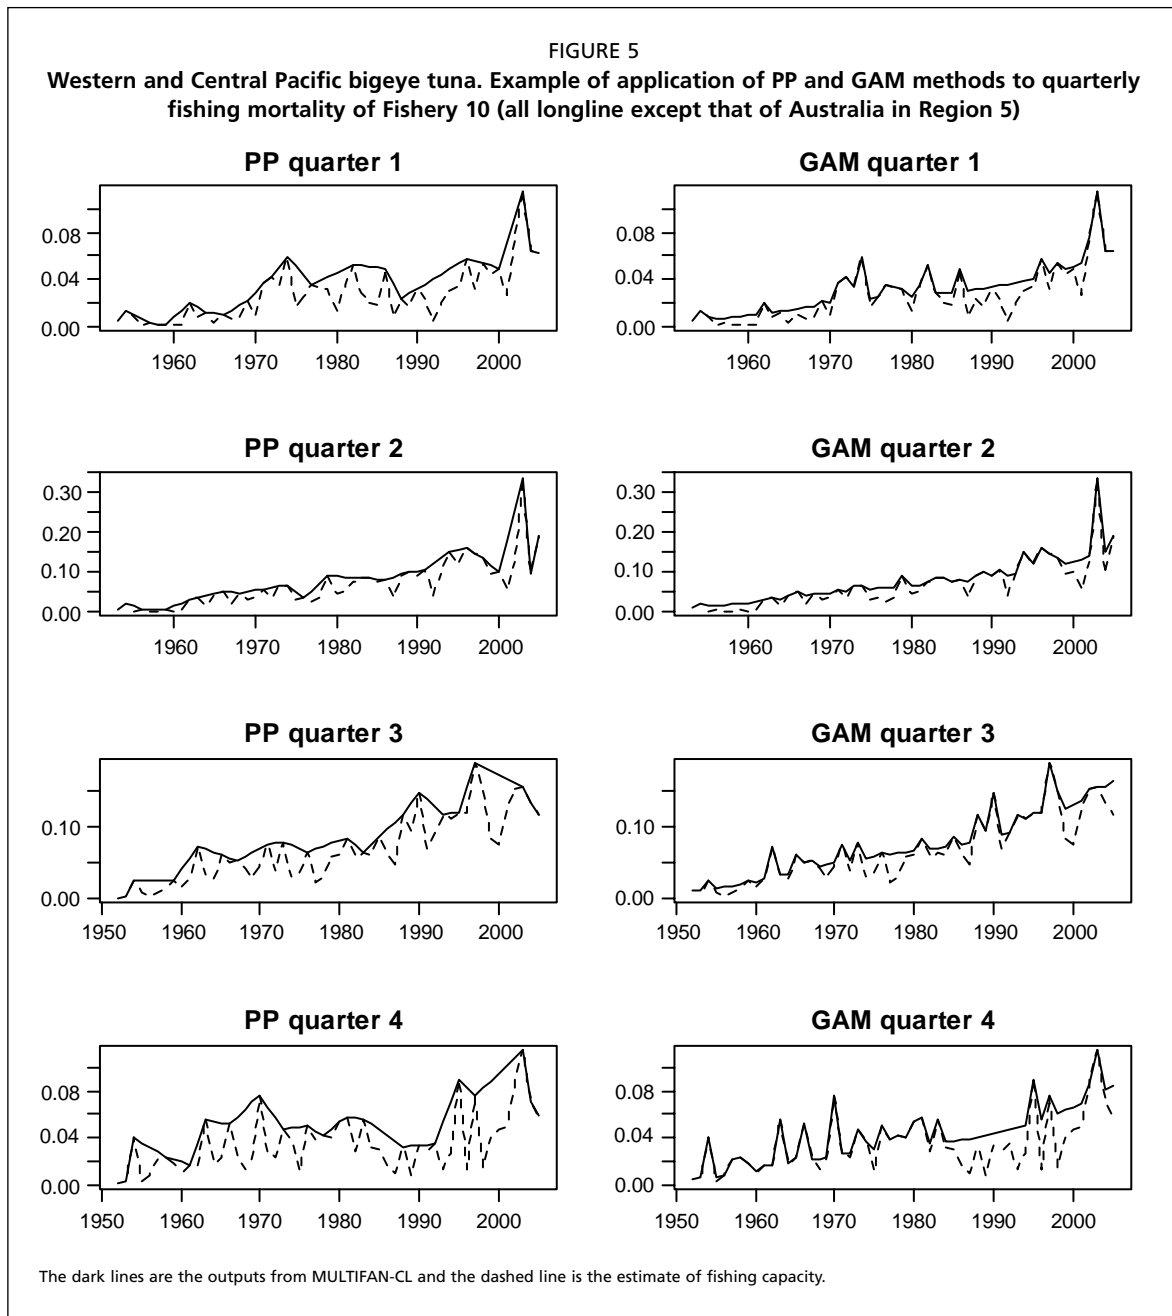 FIGURE 5
Western and Central Pacific bigeye tuna. Example of application of PP and GAM methods to quarterly
fishing mortality of Fishery 10 (all longline except that of Australia in Region 5)
PP quarter 1
0.08
0.04
0.00
1960 1970 1980 1990 2000
GAM quarter 1
0.08
0.04
0.00
1960 1970 1980 1990 2000
PP quarter 2
0.30
0.20
0.10
0.00
1960 1970 1980 1990 2000
GAM quarter 2
0.30
0.20
0.10
0.00
1960 1970 1980 1990 2000
PP quarter 3
0.10
0.00
1950 1960 1970 1980 1990 2000
GAM quarter 3
0.10
0.00
1950 1960 1970 1980 1990 2000
PP quarter 4
0.08
0.04
0.00
1950 1960 1970 1980 1990 2000
GAM quarter 4
0.08
0.04
0.00
1950 1960 1970 1980 1990 2000
The dark lines are the outputs from MULTIFAN-CL and the dashed line is the estimate of fishing capacity.